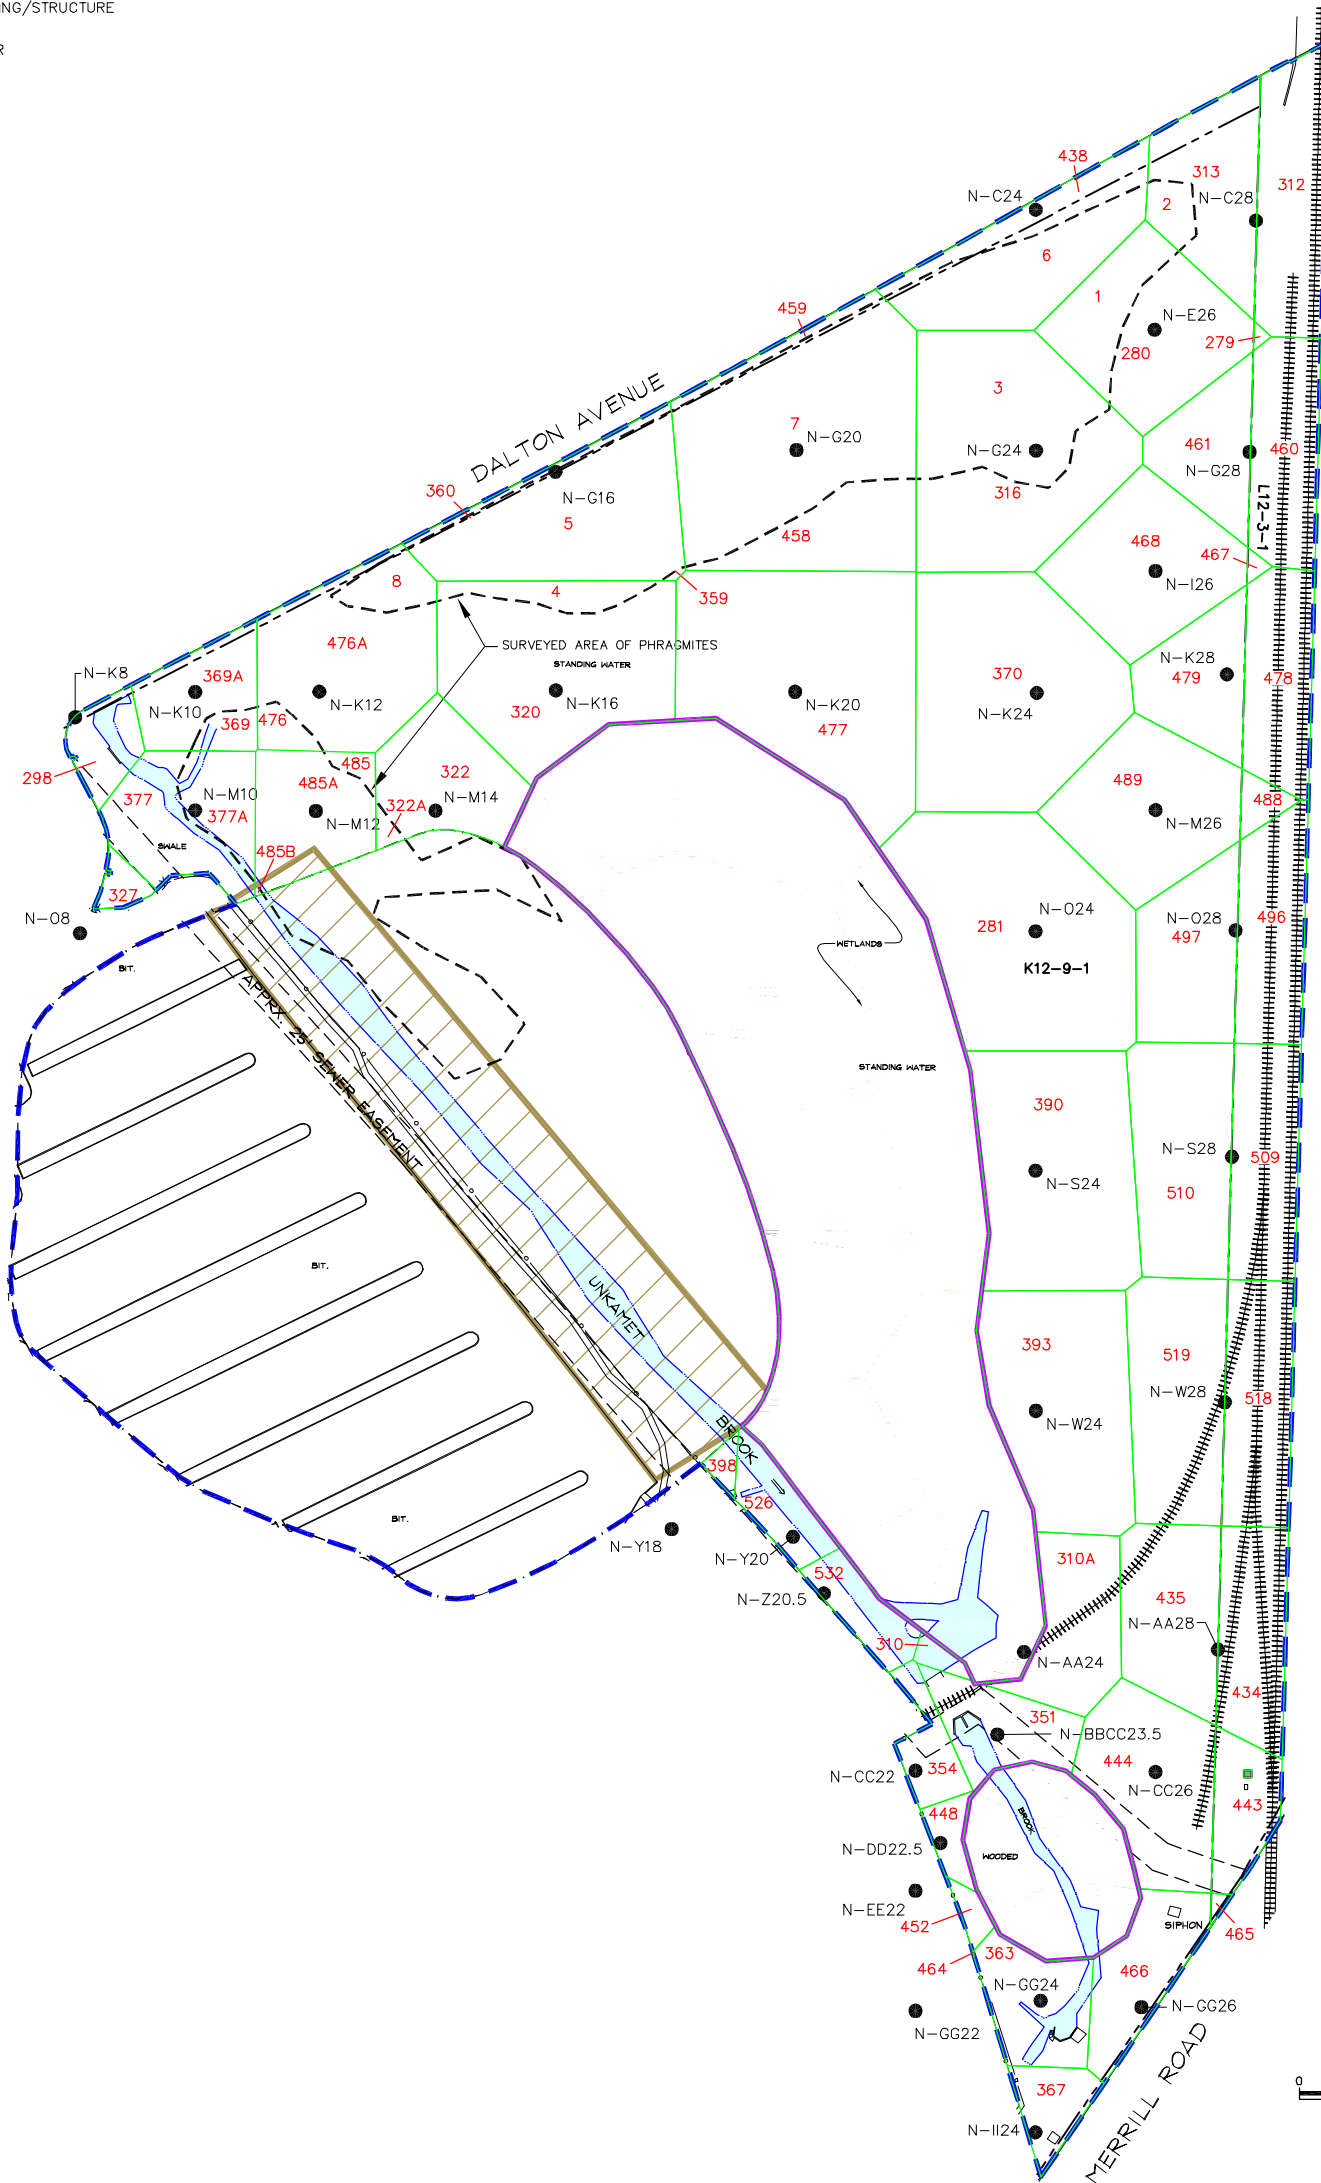 NG/STRUCTURE
R
438
313
312
N-C24
N-C28
2
6
1
459
N-E26
279
280
DALTON AVENUE
3
7
N-G20
N-G24
461
460
N-G28
360
N-G16
316
L12-3-1
5
458
468
467
8
4
359
N-I26
476A
SURVEYED AREA OF PHRAGMITES
STANDING WATER
N-K8
369A
N-K28
370
479
478
N-K10
N-K12
N-K16
N-K20
N-K24
320
369
476
477
298
485
322
377
485A
489
488
N-M10
322A
N-M14
377A
N-M12
N-M26
SWALE
485B
327
N-08
N-O24
N-O28
281
496
497
WETLANDS
BIT.
K12-9-1
APPRX 25' SEWER EASEMENT
STANDING WATER
390
N-S28
509
N-S24
510
BIT.
UNKAMET
393
519
N-W28
518
N-W24
BROOK
398
526
BIT.
N-Y18
N-Y20
310A
532
N-Z20.5
435
N-AA28
310
N-AA24
434
351
N-BBCC23.5
N-CC22
354
444
N-CC26
443
448
BROOK
N-DD22.5
WOODED
N-EE22
452
SIPHON
465
464
363
466
N-GG24
N-GG26
N-GG22
MERRILL ROAD
367
0
N-II24